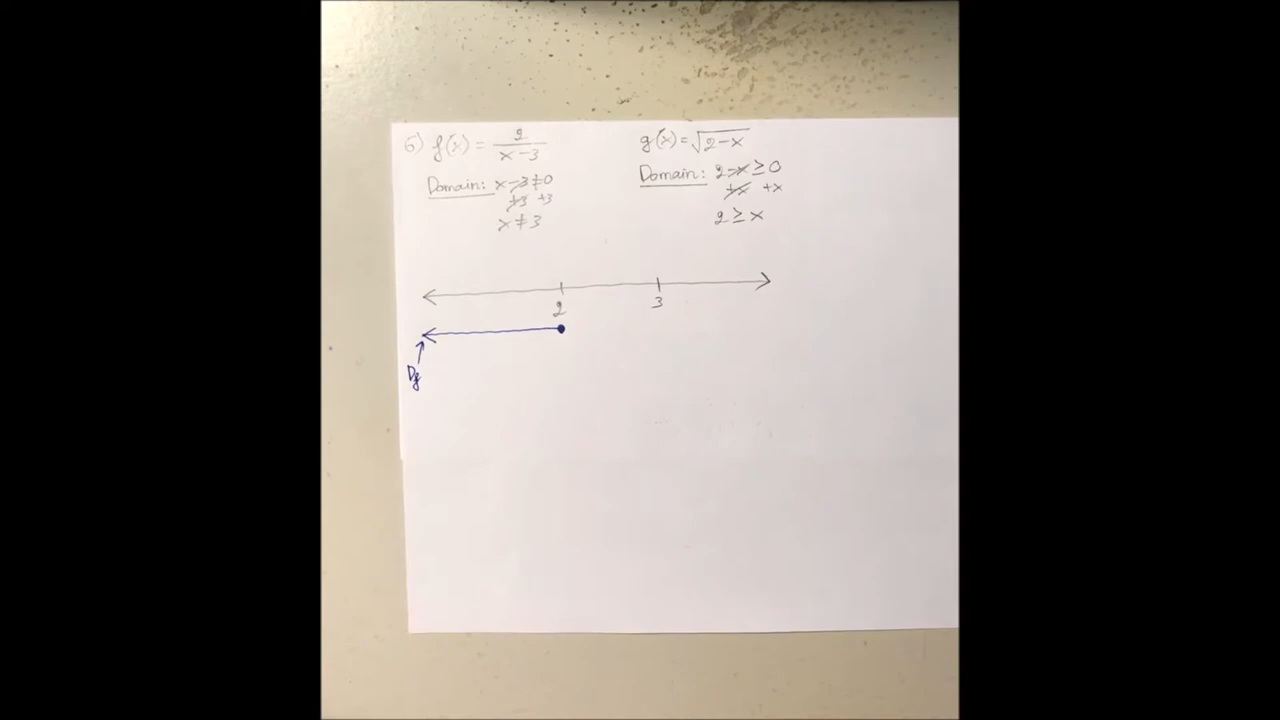 6) f(x) = 2/(x-3)
Domain: x-3≠0
+3 +3
x≠3
g(x) = √(2-x)
Domain: 2-x≥0
+x +x
2≥x
2 3
Dg